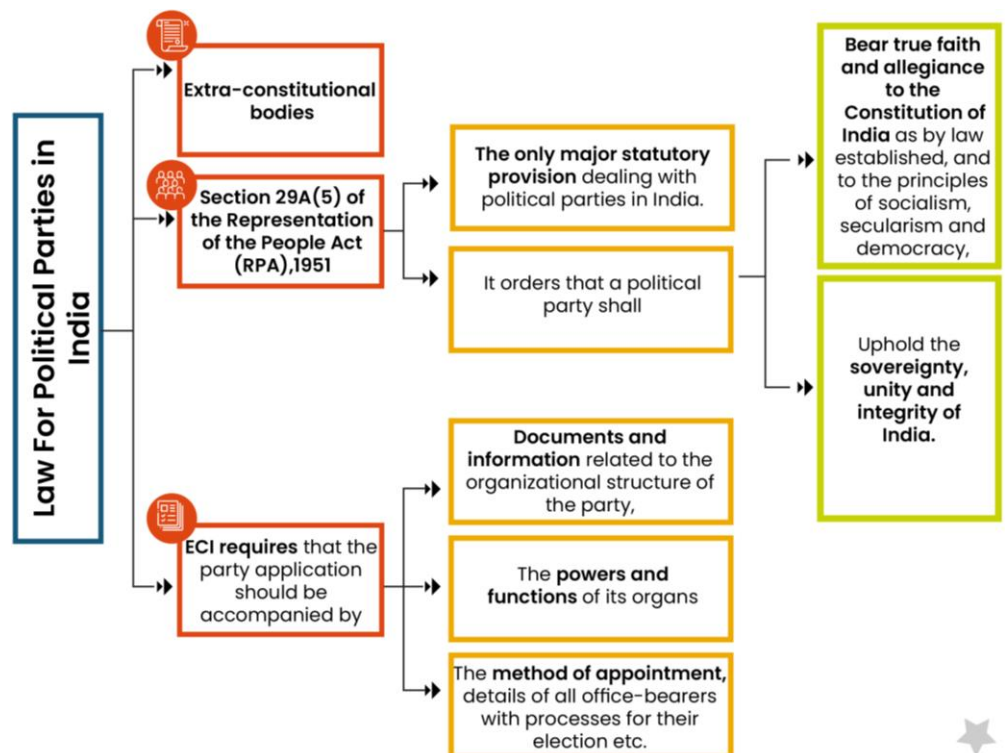 Law For Political Parties in
India
Extra-constitutional
bodies
Section 29A(5) of
the Representation
of the People Act
(RPA),1951
The only major statutory
provision dealing with
political parties in India.
It orders that a political
party shall
Bear true faith
and allegiance
to the
Constitution of
India as by law
established, and
to the principles
of socialism,
secularism and
democracy,
Uphold the
sovereignty,
unity and
integrity of
India.
ECI requires that the
party application
should be
accompanied by
Documents and
information related to the
organizational structure of
the party,
The powers and
functions of its organs
The method of appointment,
details of all office-bearers
with processes for their
election etc.